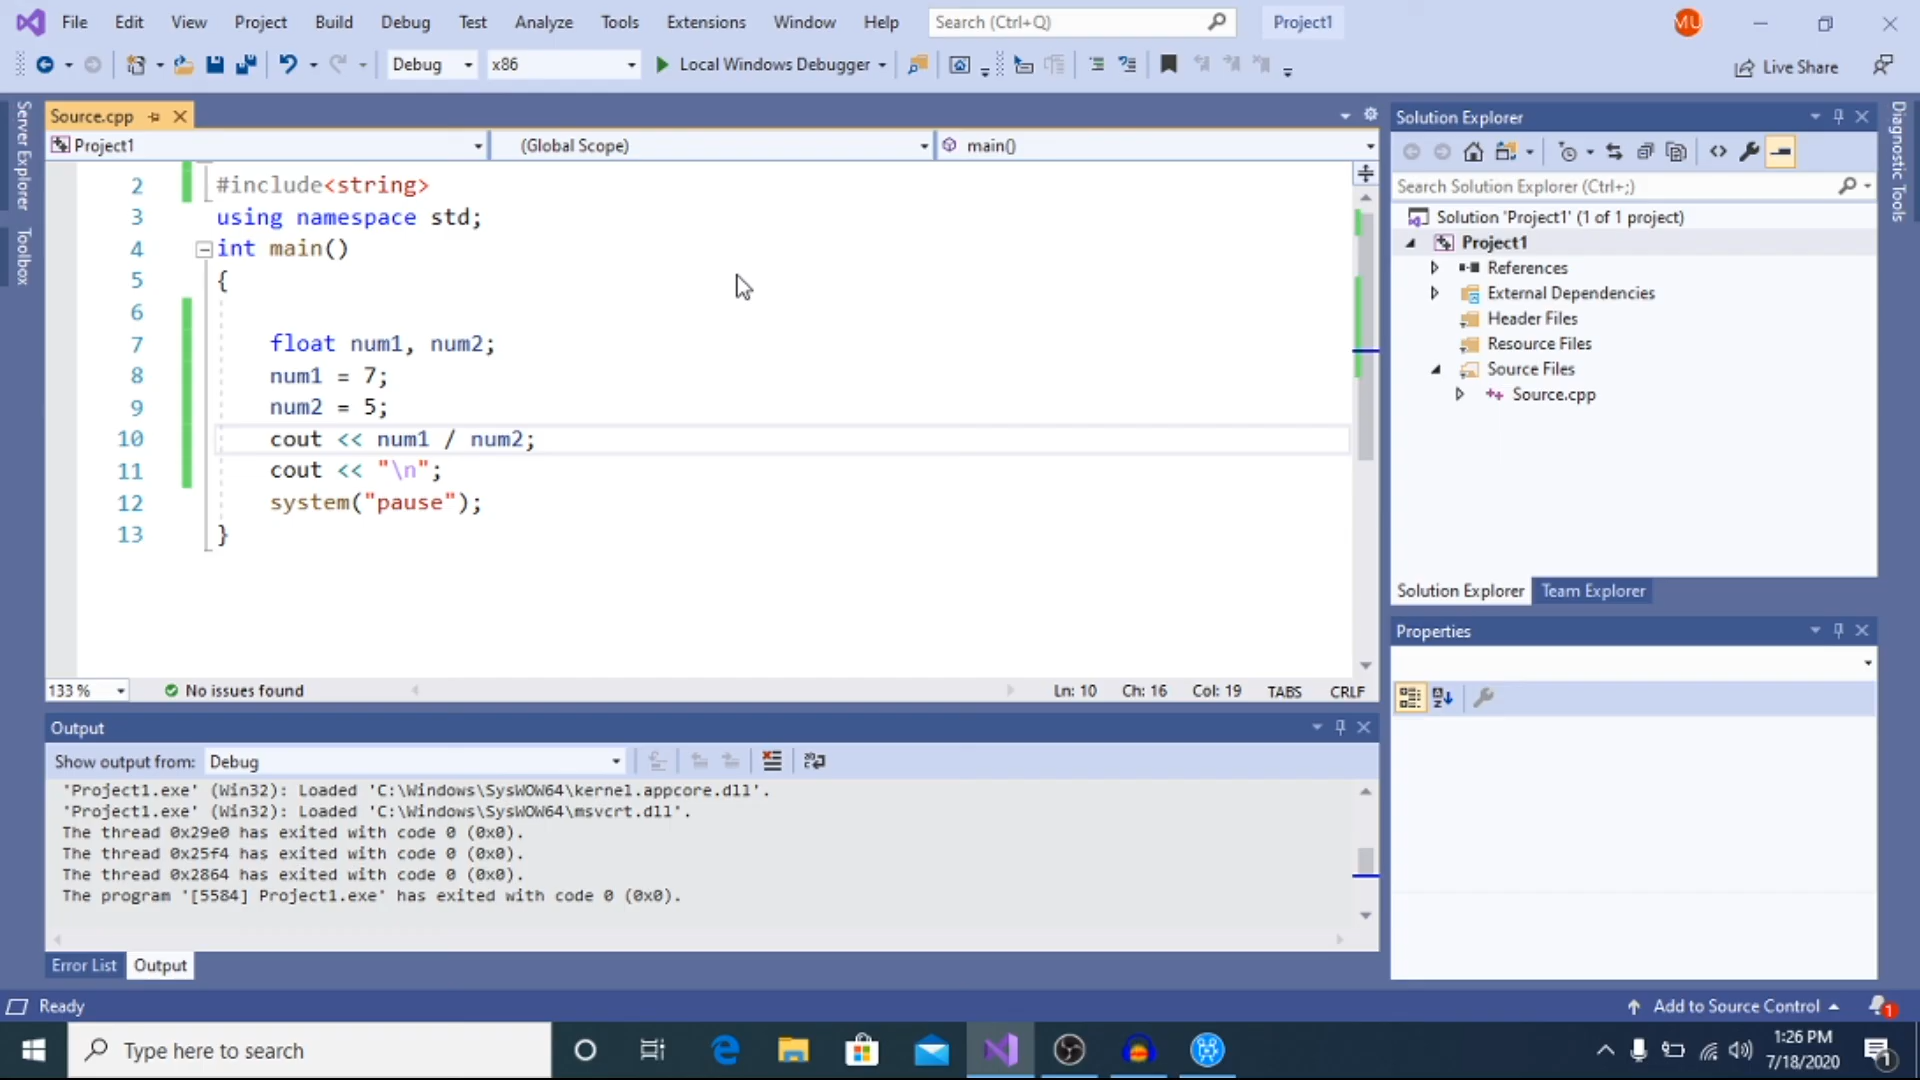 File Edit View Project Build Debug Test Analyze Tools Extensions Window Help Search (Ctrl+Q) Project1 MU
Debug x86 Local Windows Debugger Live Share
Server Explorer
Toolbox
Source.cpp
Project1 (Global Scope) main()
2 #include<string>
3 using namespace std;
4 int main()
5 {
6
7 float num1, num2;
8 num1 = 7;
9 num2 = 5;
10 cout << num1 / num2;
11 cout << "\n";
12 system("pause");
13 }
133 % No issues found Ln: 10 Ch: 16 Col: 19 TABS CRLF
Output
Show output from: Debug
'Project1.exe' (Win32): Loaded 'C:\Windows\SysWOW64\kernel.appcore.dll'.
'Project1.exe' (Win32): Loaded 'C:\Windows\SysWOW64\msvcrt.dll'.
The thread 0x29e0 has exited with code 0 (0x0).
The thread 0x25f4 has exited with code 0 (0x0).
The thread 0x2864 has exited with code 0 (0x0).
The program '[5584] Project1.exe' has exited with code 0 (0x0).
Error List Output
Solution Explorer
Search Solution Explorer (Ctrl+;)
Solution 'Project1' (1 of 1 project)
Project1
References
External Dependencies
Header Files
Resource Files
Source Files
Source.cpp
Solution Explorer Team Explorer
Properties
Diagnostic Tools
Ready Add to Source Control 1
Type here to search
1:26 PM
7/18/2020
1